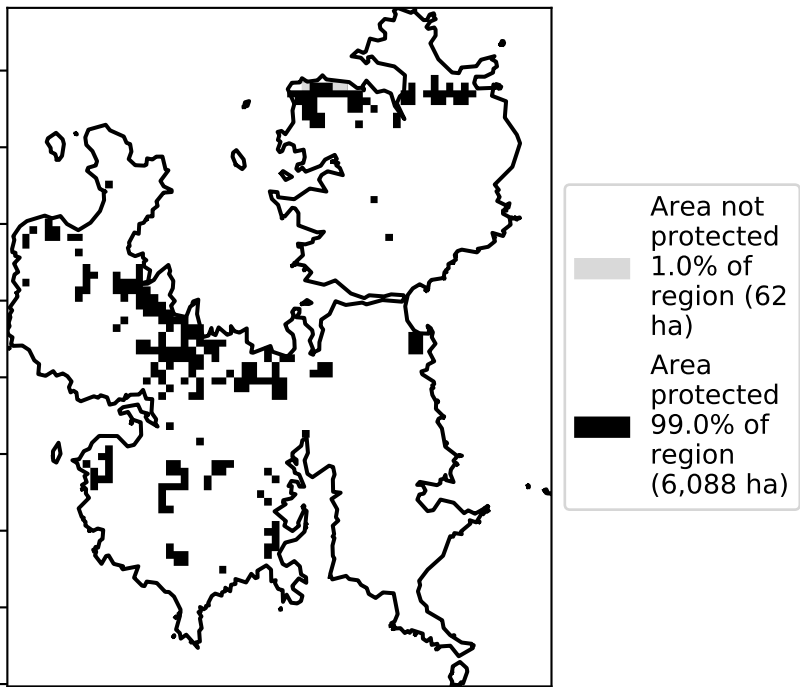 Area not
protected
1.0% of
region (62
ha)
Area
protected
99.0% of
region
(6,088 ha)